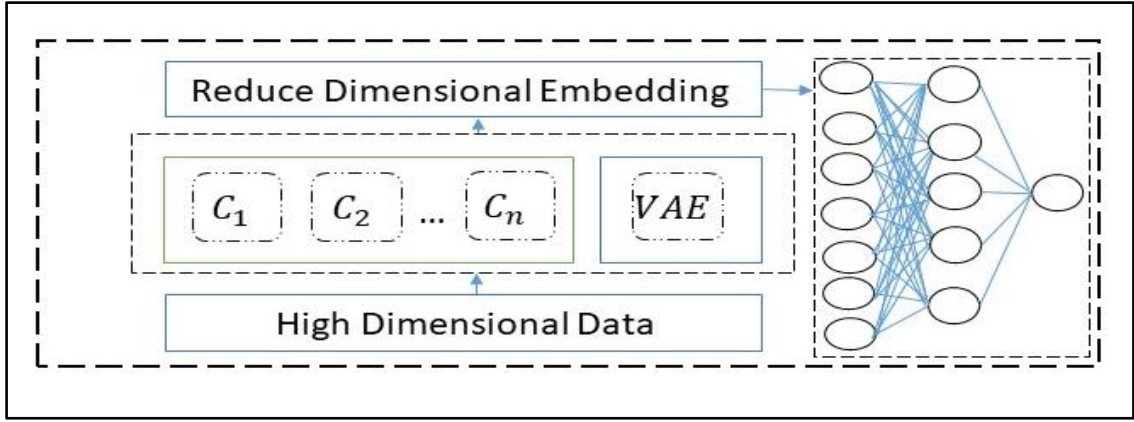 Reduce Dimensional Embedding
C₁ C₂ ... Cₙ VAE
High Dimensional Data